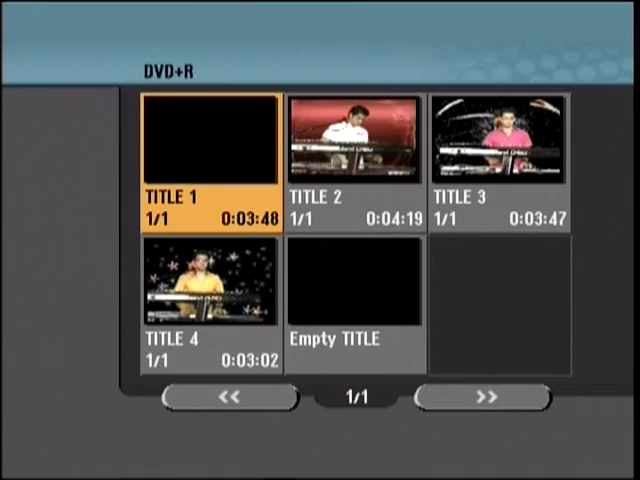 DVD+R
TITLE 1
1/1 0:03:48
TITLE 2
1/1 0:04:19
TITLE 3
1/1 0:03:47
TITLE 4
1/1 0:03:02
Empty TITLE
<< 1/1 >>